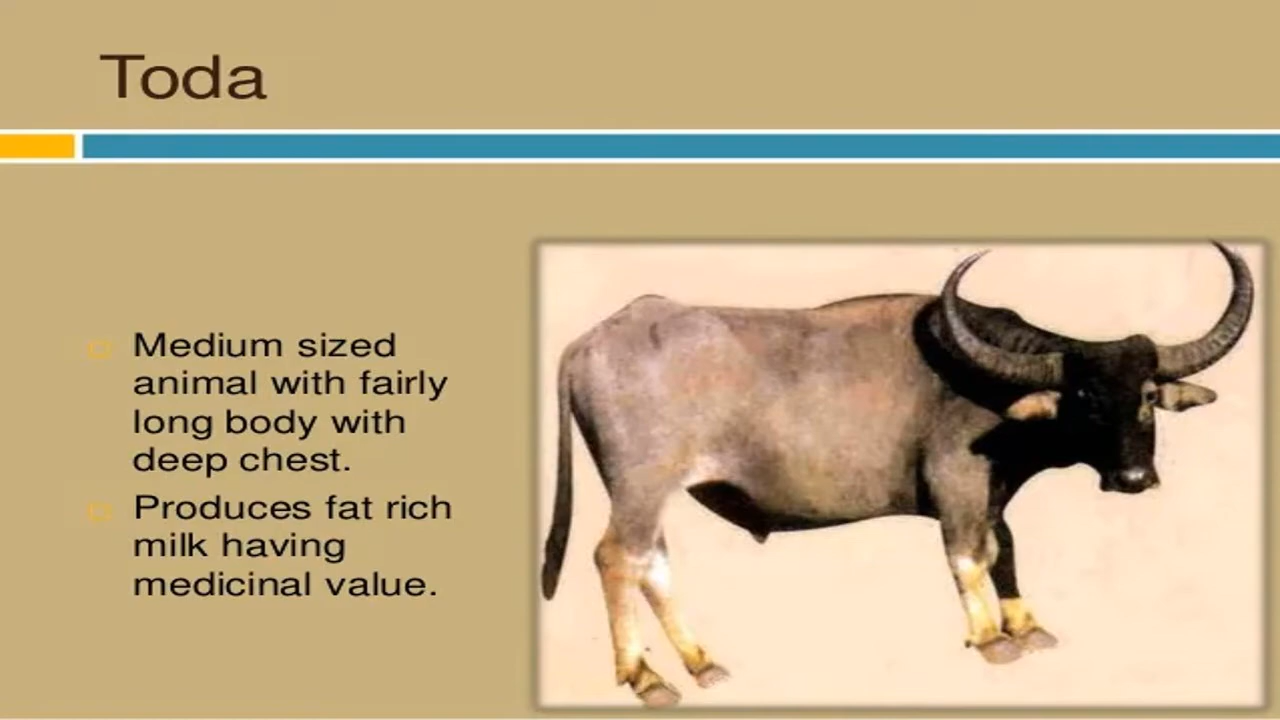 Toda
Medium sized
animal with fairly
long body with
deep chest.
Produces fat rich
milk having
medicinal value.